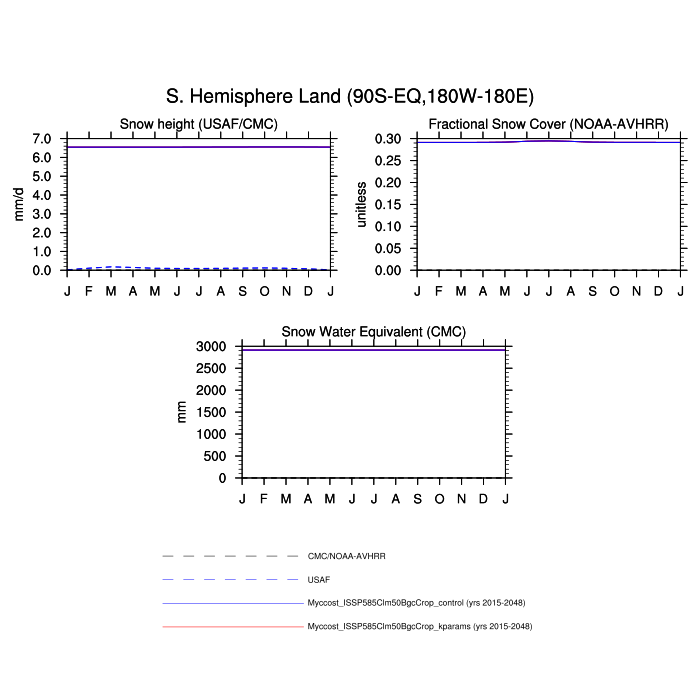 S. Hemisphere Land (90S-EQ,180W-180E)
Snow height (USAF/CMC)
7.0
6.0
5.0
4.0
3.0
2.0
1.0
0.0
mm/d
J F M A M J J A S O N D J
Fractional Snow Cover (NOAA-AVHRR)
0.30
0.25
0.20
0.15
0.10
0.05
0.00
unitless
J F M A M J J A S O N D J
Snow Water Equivalent (CMC)
3000
2500
2000
1500
1000
500
0
mm
J F M A M J J A S O N D J
CMC/NOAA-AVHRR
USAF
Myccost_ISSP585Clm50BgcCrop_control (yrs 2015-2048)
Myccost_ISSP585Clm50BgcCrop_kparams (yrs 2015-2048)